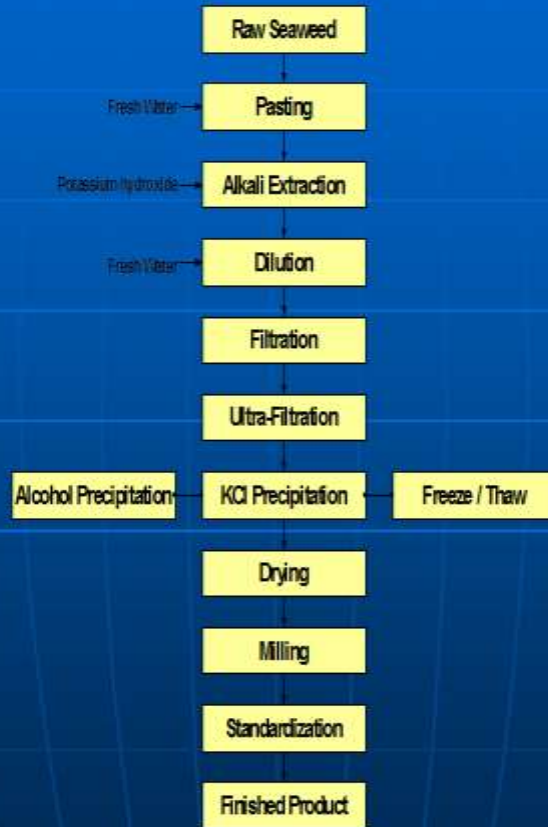 Raw Seaweed
Fresh Water
Pasting
Potassium hydroxide
Alkali Extraction
Fresh Water
Dilution
Filtration
Ultra-Filtration
Alcohol Precipitation
KCl Precipitation
Freeze / Thaw
Drying
Milling
Standardization
Finished Product